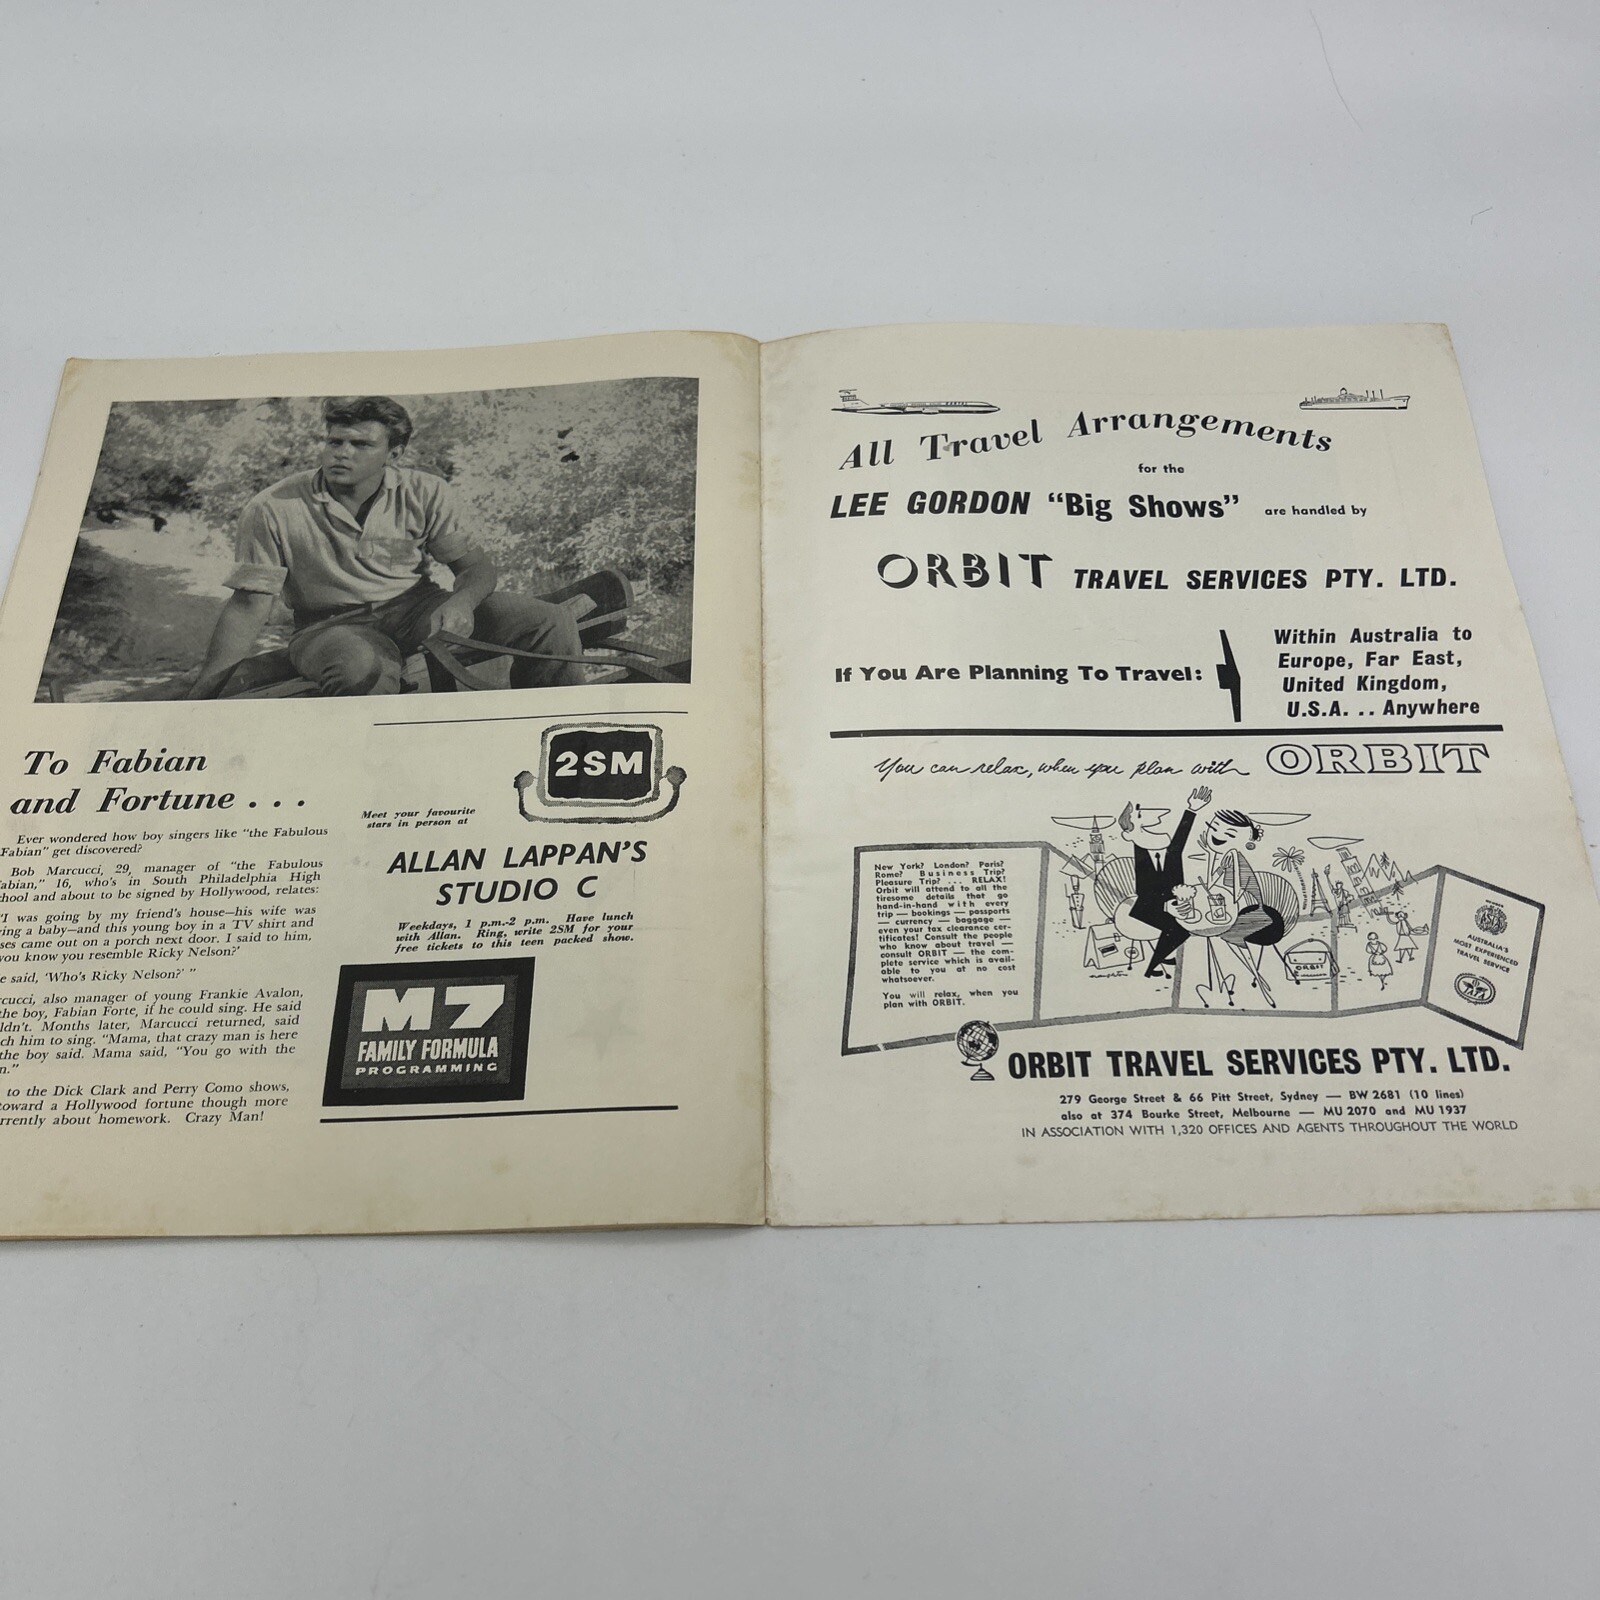 To Fabian
and Fortune . . .
Ever wondered how boy singers like "the Fabulous
Fabian" get discovered?
Bob Marcucci, 29, manager of "the Fabulous
abian," 16, who's in South Philadelphia High
chool and about to be signed by Hollywood, relates:
"I was going by my friend's house—his wife was
ving a baby—and this young boy in a TV shirt and
ses came out on a porch next door. I said to him,
you know you resemble Ricky Nelson?'
e said, 'Who's Ricky Nelson?' "
rcucci, also manager of young Frankie Avalon,
the boy, Fabian Forte, if he could sing. He said
ldn't. Months later, Marcucci returned, said
ch him to sing. "Mama, that crazy man is here
the boy said. Mama said, "You go with the
n."
to the Dick Clark and Perry Como shows,
toward a Hollywood fortune though more
rrently about homework. Crazy Man!
2SM
Meet your favourite
stars in person at
ALLAN LAPPAN'S
STUDIO C
Weekdays, 1 p.m.-2 p.m. Have lunch
with Allan. Ring, write 2SM for your
free tickets to this teen packed show.
M7
FAMILY FORMULA
PROGRAMMING
All Travel Arrangements
for the
LEE GORDON "Big Shows" are handled by
ORBIT TRAVEL SERVICES PTY. LTD.
If You Are Planning To Travel:
Within Australia to
Europe, Far East,
United Kingdom,
U.S.A. . . . Anywhere
You can relax, when you plan with ORBIT
New York? London? Paris?
Rome? Business Trip?
Pleasure Trip? . . . RELAX!
Orbit will attend to all the
tiresome details that go
hand-in-hand with every
trip — bookings — passports
— currency — baggage —
even your tax clearance cer-
tificates! Consult the people
who know about travel —
consult ORBIT — the com-
plete service which is avail-
able to you at no cost
whatsoever.
You will relax, when you
plan with ORBIT.
ORBIT
AUSTRALIA'S
MOST EXPERIENCED
TRAVEL SERVICE
IATA
ORBIT TRAVEL SERVICES PTY. LTD.
279 George Street & 66 Pitt Street, Sydney — BW 2681 (10 lines)
also at 374 Bourke Street, Melbourne — MU 2070 and MU 1937
IN ASSOCIATION WITH 1,320 OFFICES AND AGENTS THROUGHOUT THE WORLD